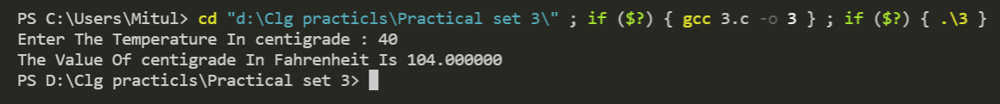 PS C:\Users\Mitul> cd "d:\Clg practicls\Practical set 3\" ; if ($?) { gcc 3.c -o 3 } ; if ($?) { .\3 }
Enter The Temperature In centigrade : 40
The Value Of centigrade In Fahrenheit Is 104.000000
PS D:\Clg practicls\Practical set 3>